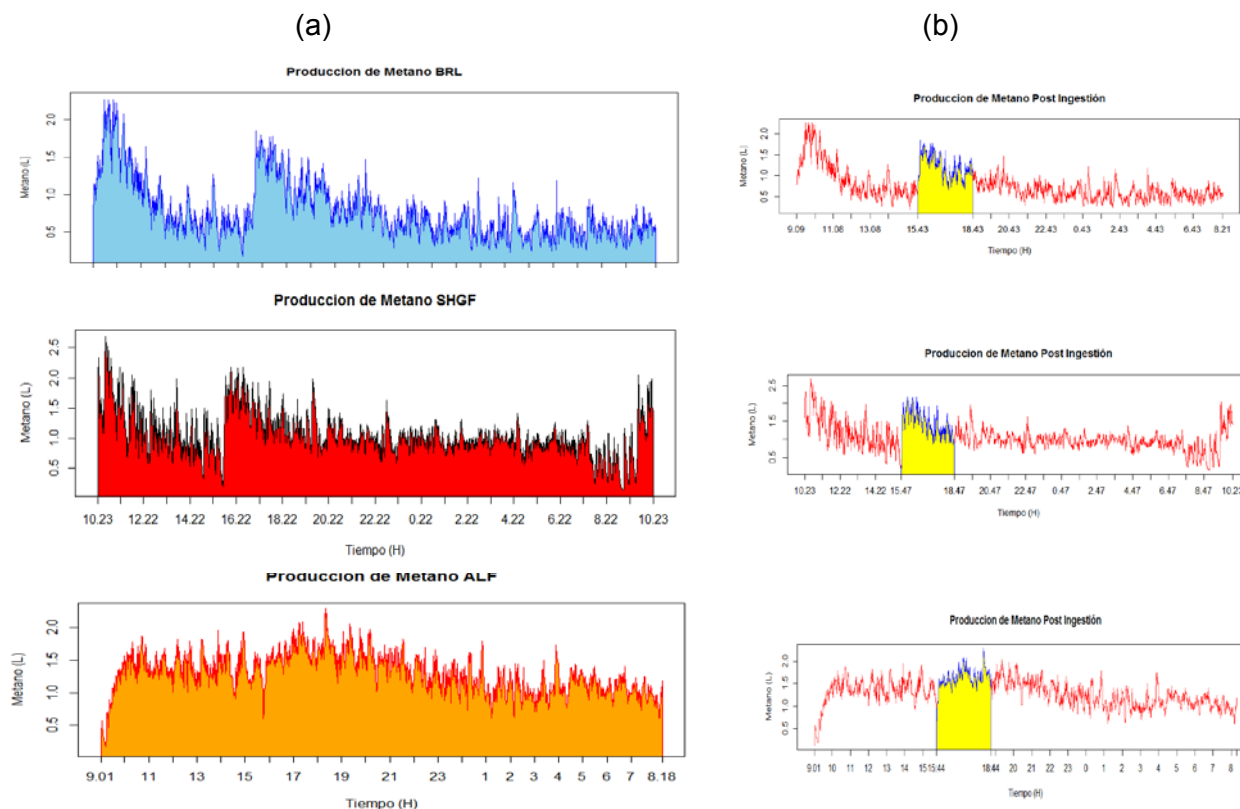 (a)
Produccion de Metano BRL
Metano (L)
2.0
1.5
1.0
0.5
Produccion de Metano SHGF
Metano (L)
2.5
2.0
1.5
1.0
0.5
10.23 12.22 14.22 16.22 18.22 20.22 22.22 0.22 2.22 4.22 6.22 8.22 10.23
Tiempo (H)
Produccion de Metano ALF
Metano (L)
2.0
1.5
1.0
0.5
9.01 11 13 15 17 19 21 23 1 2 3 4 5 6 7 8.18
Tiempo (H)
(b)
Produccion de Metano Post Ingestión
Metano (L)
2.0
1.5
1.0
0.5
9.09 11.08 13.08 15.43 18.43 20.43 22.43 0.43 2.43 4.43 6.43 8.21
Tiempo (H)
Produccion de Metano Post Ingestión
Metano (L)
2.5
1.5
0.5
10.23 12.22 14.22 15.47 18.47 20.47 22.47 0.47 2.47 4.47 6.47 8.47 10.23
Tiempo (H)
Produccion de Metano Post Ingestión
Metano (L)
2.0
1.5
1.0
0.5
9.01 10 11 12 13 14 15 15:44 18:44 20 21 22 23 0 1 2 3 4 5 6 7 8
Tiempo (H)